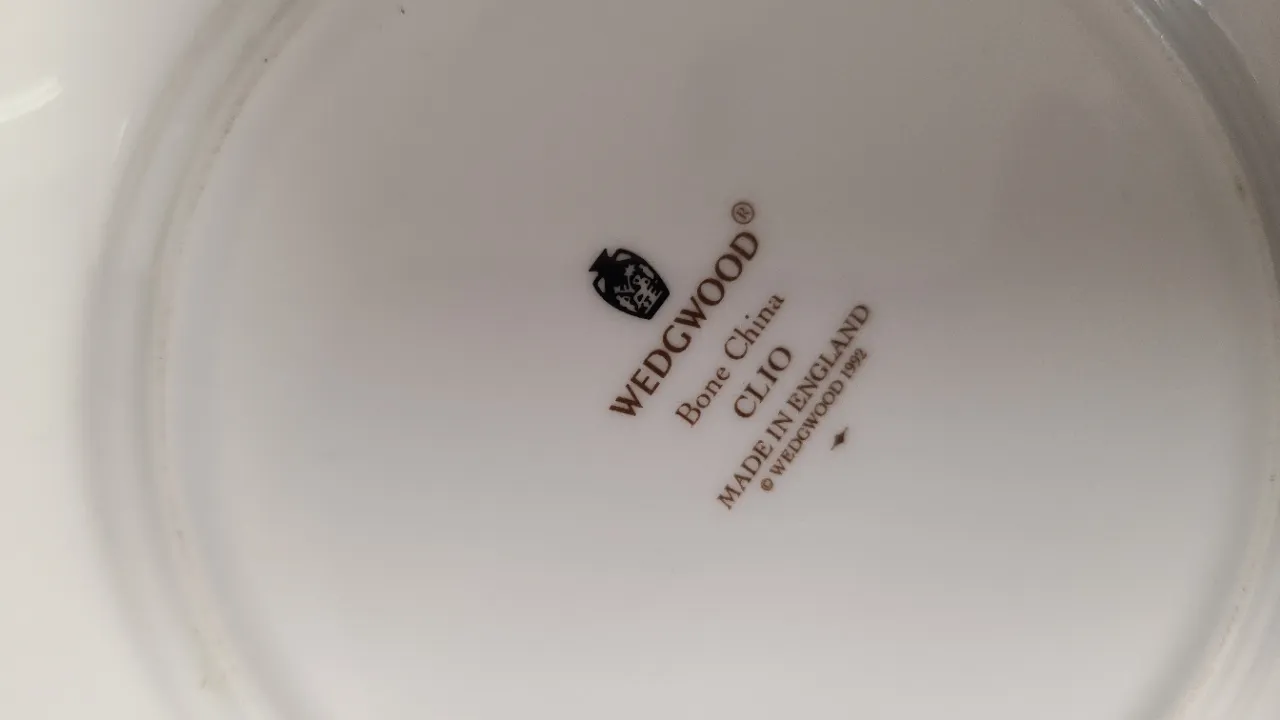 WEDGWOOD®
Bone China
CLIO
MADE IN ENGLAND
© WEDGWOOD 1992